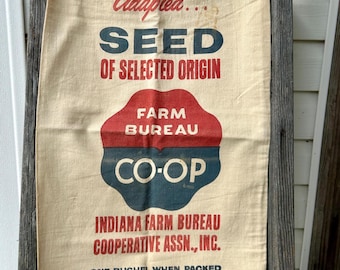 Adapted...
SEED
OF SELECTED ORIGIN
FARM
BUREAU
CO-OP
INDIANA FARM BUREAU
COOPERATIVE ASSN., INC.
ONE BUSHEL WHEN PACKED